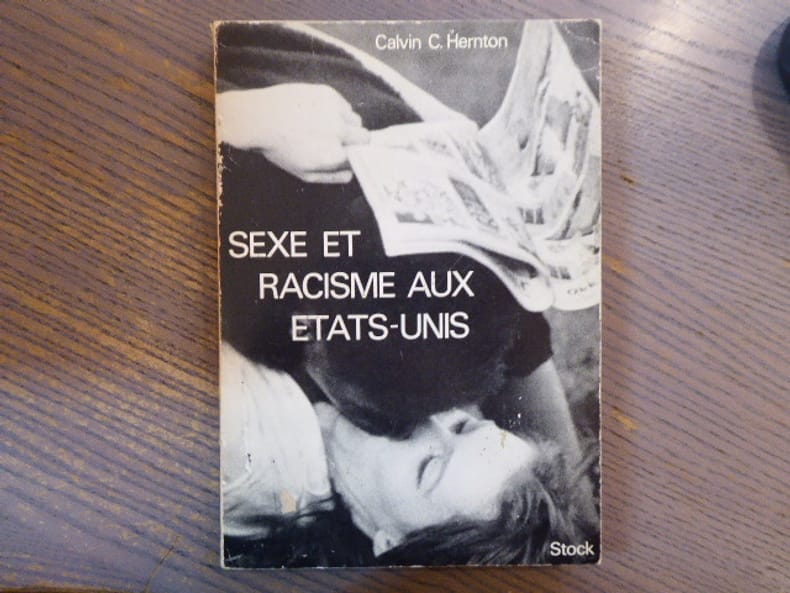 Calvin C. Hernton
SEXE ET
RACISME AUX
ETATS-UNIS
Stock